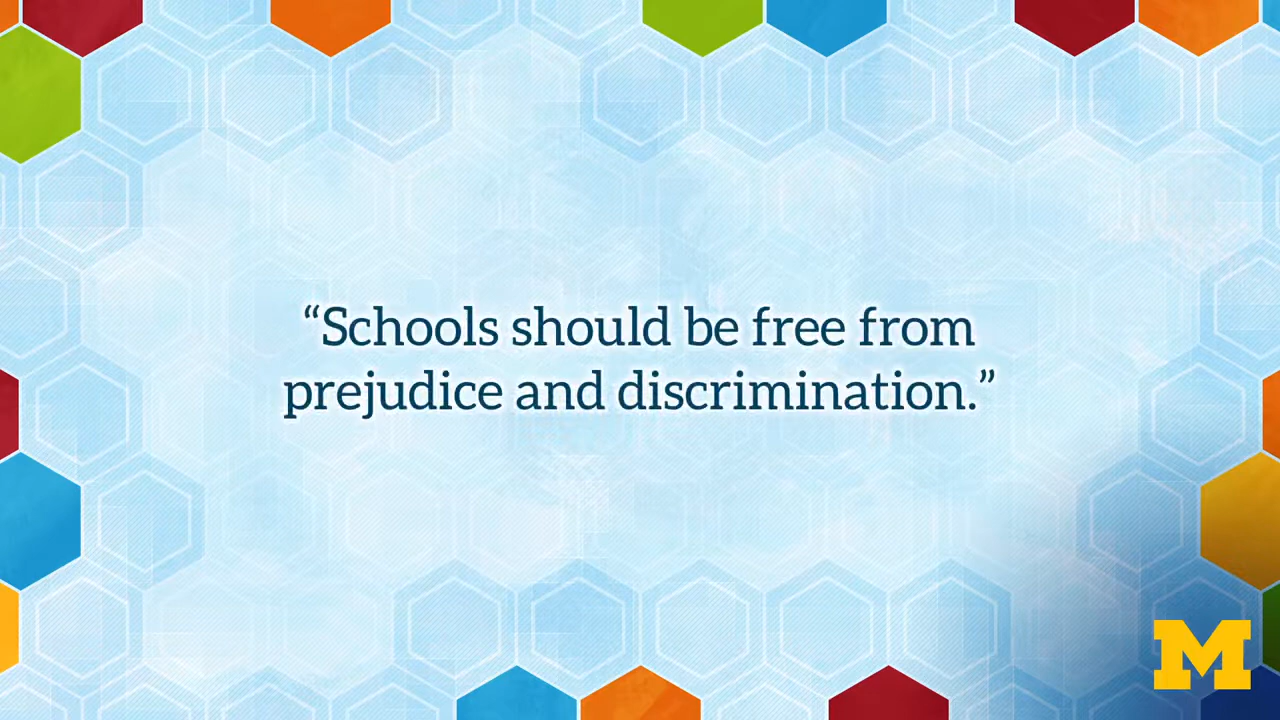 “Schools should be free from
prejudice and discrimination.”
M